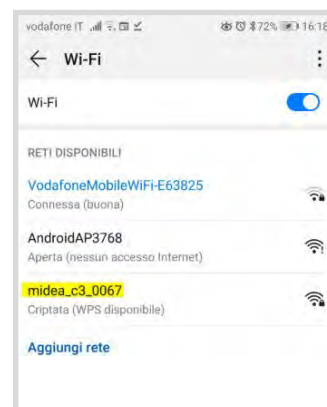 vodafone IT 72% 16:18
Wi-Fi
Wi-Fi
RETI DISPONIBILI
VodafoneMobileWiFi-E63825
Connessa (buona)
AndroidAP3768
Aperta (nessun accesso Internet)
midea_c3_0067
Criptata (WPS disponibile)
Aggiungi rete